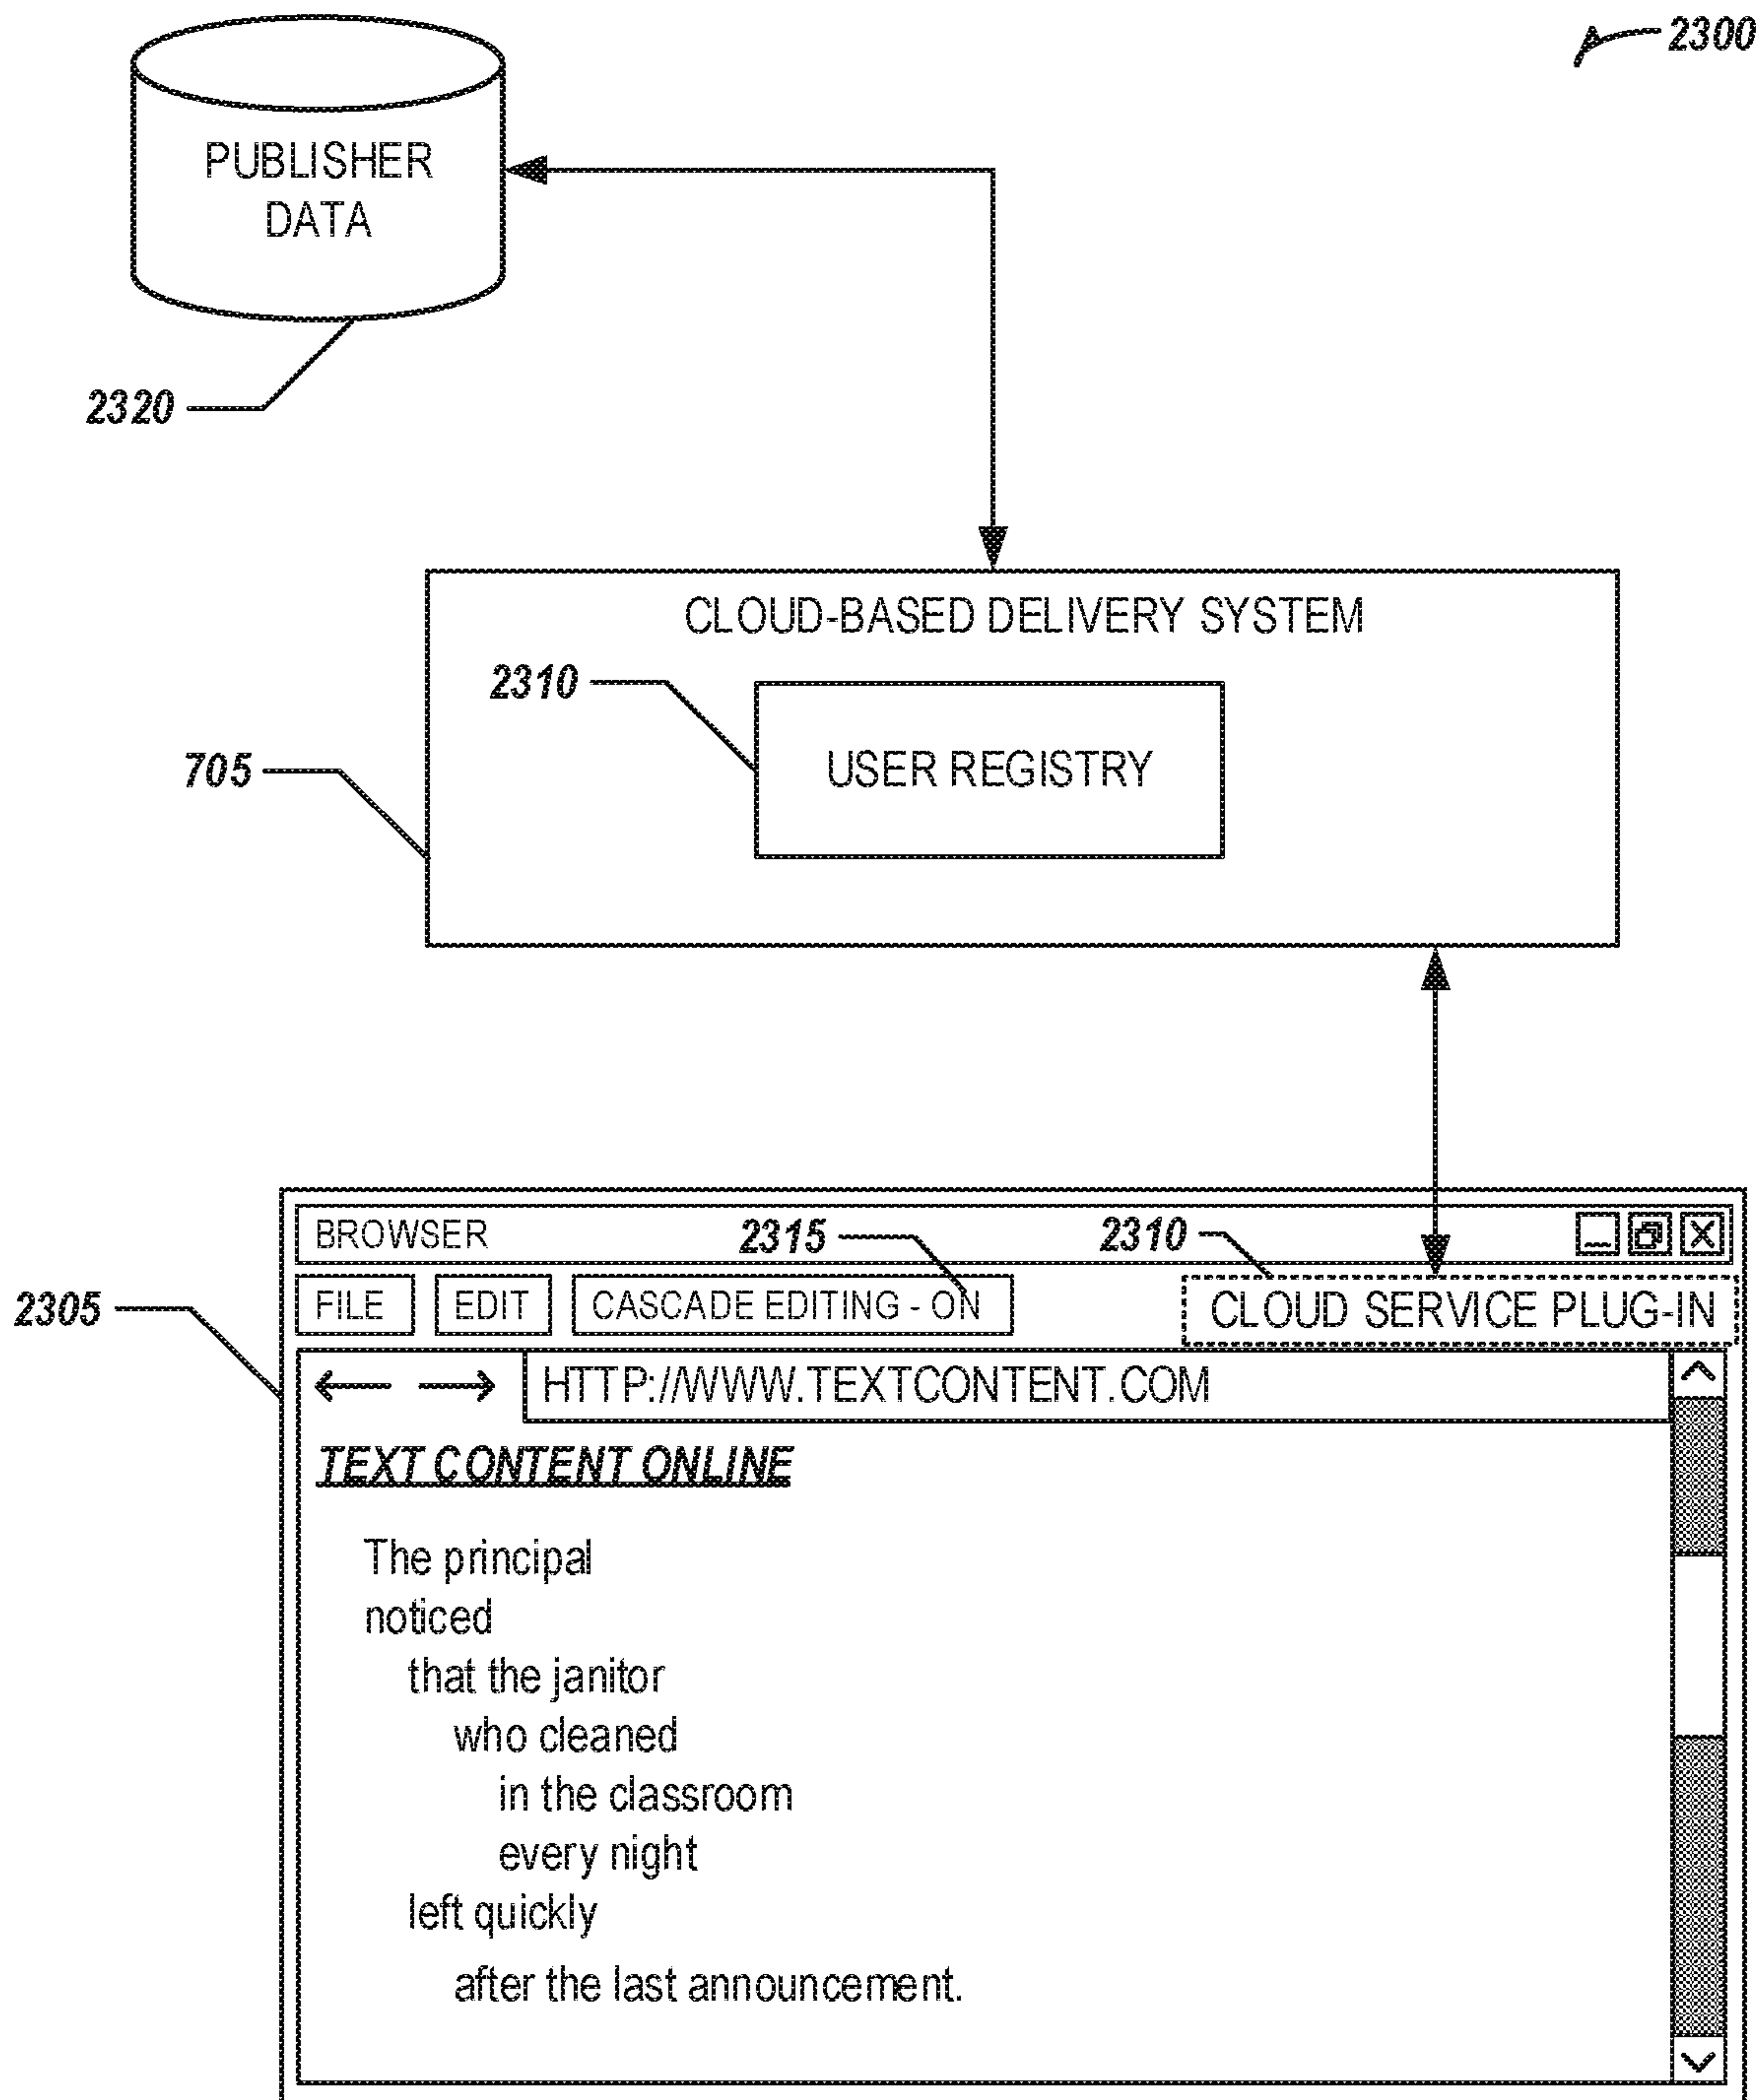 2300
PUBLISHER
DATA
2320
CLOUD-BASED DELIVERY SYSTEM
2310
USER REGISTRY
705
BROWSER
2315
2310
2305
FILE
EDIT
CASCADE EDITING - ON
CLOUD SERVICE PLUG-IN
HTTP://WWW.TEXTCONTENT.COM
TEXT CONTENT ONLINE
The principal
noticed
that the janitor
who cleaned
in the classroom
every night
left quickly
after the last announcement.